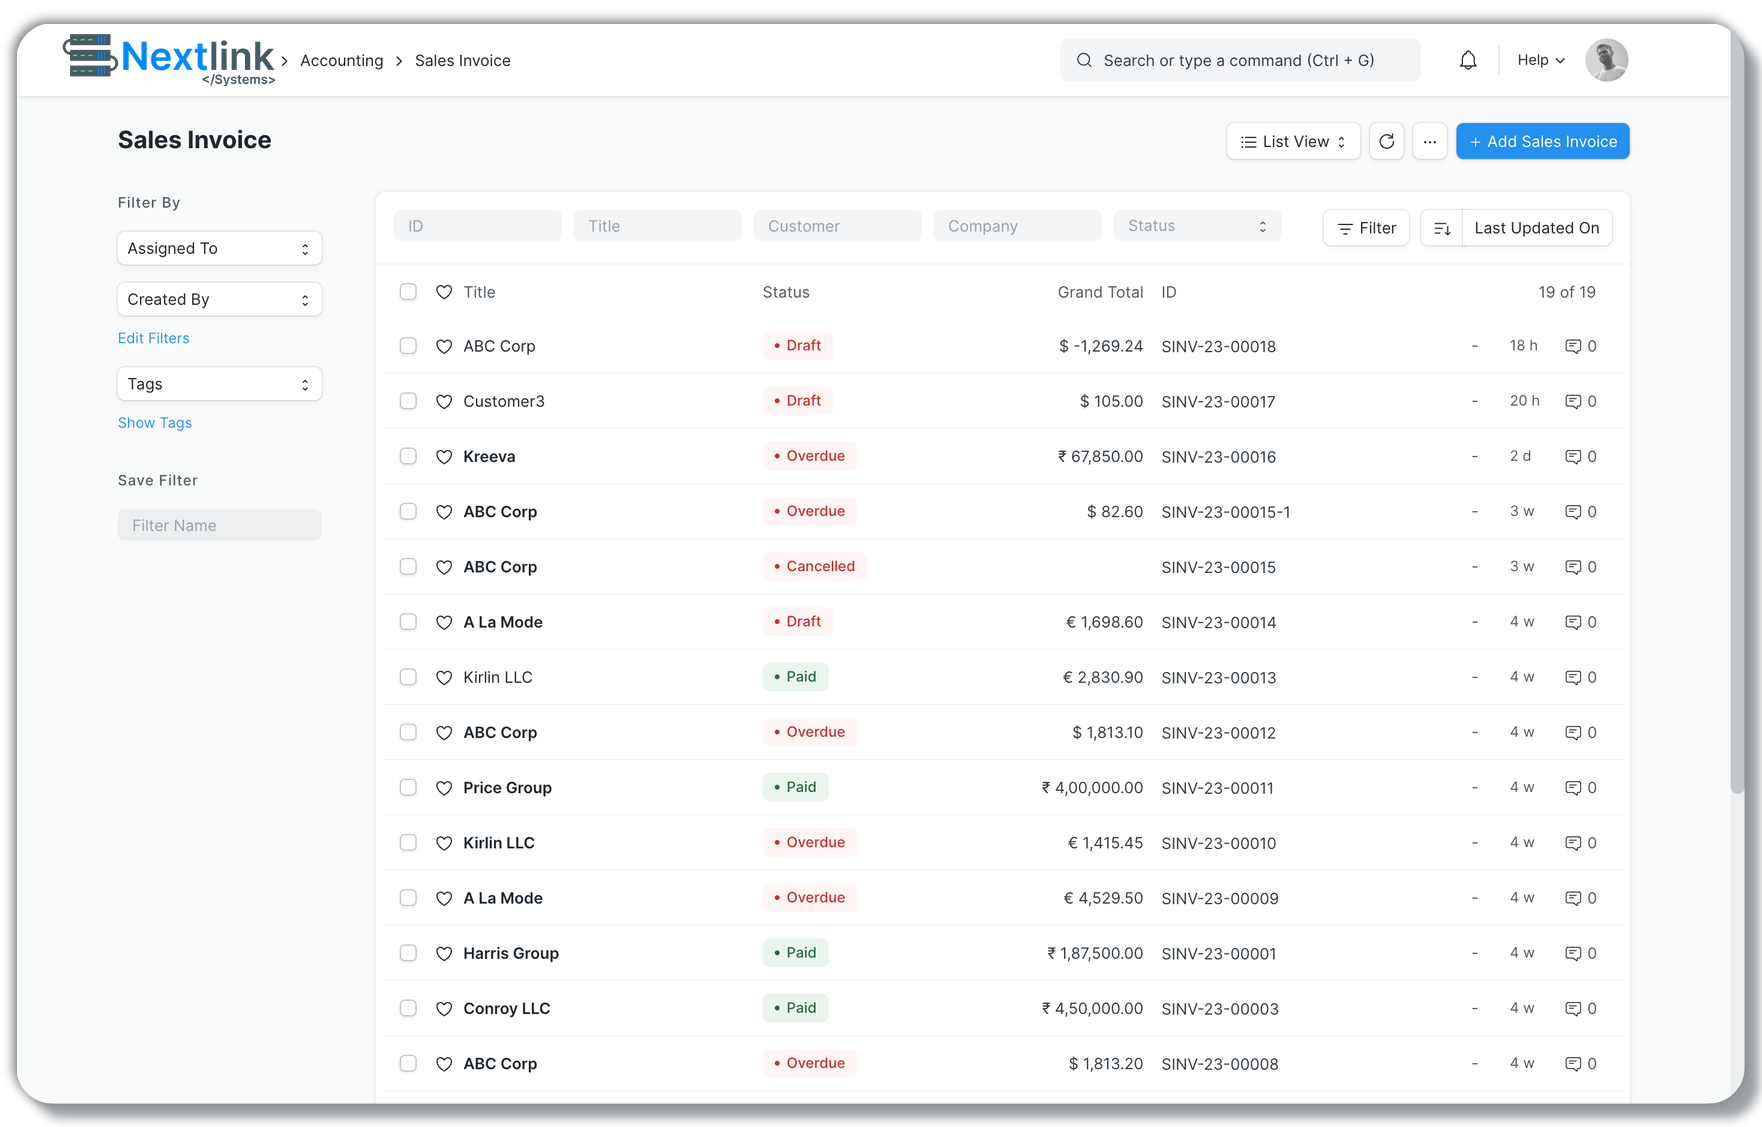 Nextlink
</Systems>
Accounting
Sales Invoice
Search or type a command (Ctrl + G)
Help
Sales Invoice
List View
...
+ Add Sales Invoice
Filter By
Assigned To
Created By
Edit Filters
Tags
Show Tags
Save Filter
Filter Name
ID Title Customer Company Status Filter Last Updated On
Title Status Grand Total ID 19 of 19
ABC Corp • Draft $ -1,269.24 SINV-23-00018 - 18 h 0
Customer3 • Draft $ 105.00 SINV-23-00017 - 20 h 0
Kreeva • Overdue ₹ 67,850.00 SINV-23-00016 - 2 d 0
ABC Corp • Overdue $ 82.60 SINV-23-00015-1 - 3 w 0
ABC Corp • Cancelled SINV-23-00015 - 3 w 0
A La Mode • Draft € 1,698.60 SINV-23-00014 - 4 w 0
Kirlin LLC • Paid € 2,830.90 SINV-23-00013 - 4 w 0
ABC Corp • Overdue $ 1,813.10 SINV-23-00012 - 4 w 0
Price Group • Paid ₹ 4,00,000.00 SINV-23-00011 - 4 w 0
Kirlin LLC • Overdue € 1,415.45 SINV-23-00010 - 4 w 0
A La Mode • Overdue € 4,529.50 SINV-23-00009 - 4 w 0
Harris Group • Paid ₹ 1,87,500.00 SINV-23-00001 - 4 w 0
Conroy LLC • Paid ₹ 4,50,000.00 SINV-23-00003 - 4 w 0
ABC Corp • Overdue $ 1,813.20 SINV-23-00008 - 4 w 0